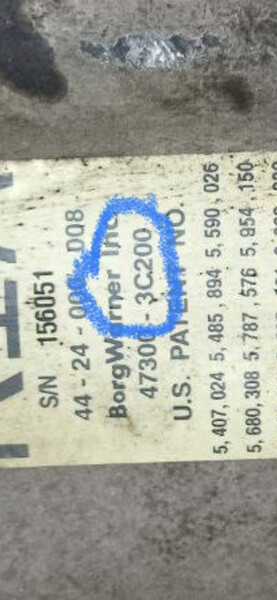 S/N 156051
44 - 24 - 008
BorgWarner Inc
47300 - 3C200
U.S. PATENT NO.
5,407,024 5,485,894 5,590,026
5,680,308 5,787,576 5,954,150